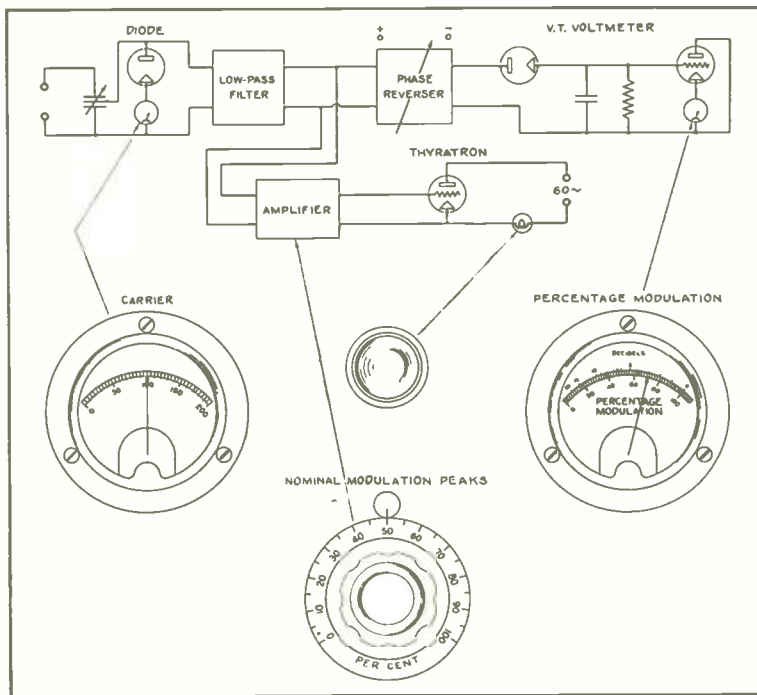 DIODE
V.T. VOLTMETER
+
-
LOW-PASS
FILTER
PHASE
REVERSER
THYRATRON
AMPLIFIER
60~
CARRIER
PERCENTAGE MODULATION
0 50 100 150 200
DECIBELS
PERCENTAGE
MODULATION
NOMINAL MODULATION PEAKS
0 10 20 30 40 50 60 70 80 90 100
PER CENT